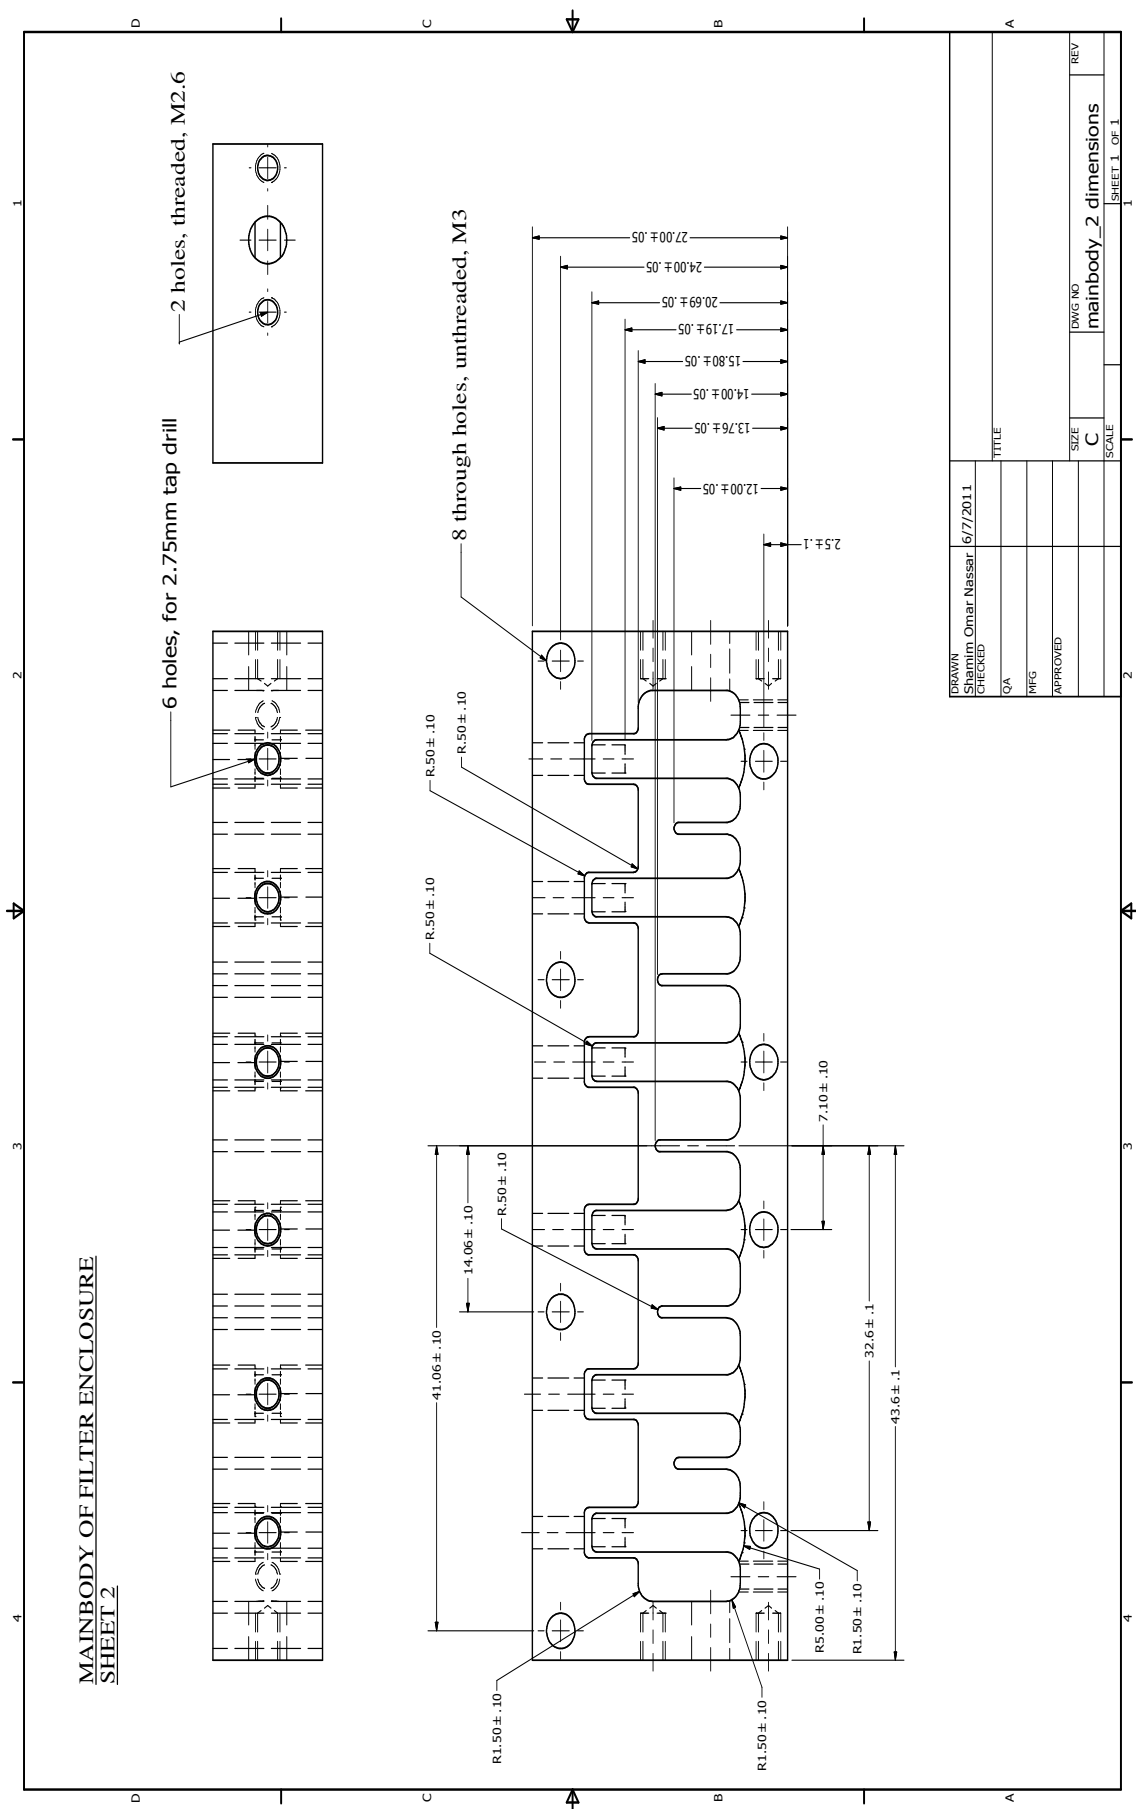 MAINBODY OF FILTER ENCLOSURE
SHEET 2
4
3
2
1
D
C
B
A
6 holes, for 2.75mm tap drill
2 holes, threaded, M2.6
8 through holes, unthreaded, M3
R.50±.10
R.50±.10
R.50±.10
R.50±.10
41.06±.10
14.06±.10
R1.50±.10
R1.50±.10
R5.00±.10
R1.50±.10
7.10±.10
32.6±.1
43.6±.1
27.00±.05
24.00±.05
20.69±.05
17.19±.05
15.80±.05
14.00±.05
13.76±.05
12.00±.05
2.5±.1
DRAWN
Shamim Omar Nassar 6/7/2011
CHECKED
QA
MFG
APPROVED
TITLE
SIZE
C
DWG NO
mainbody_2 dimensions
REV
SCALE
SHEET 1 OF 1
D
C
B
A
4
3
2
1